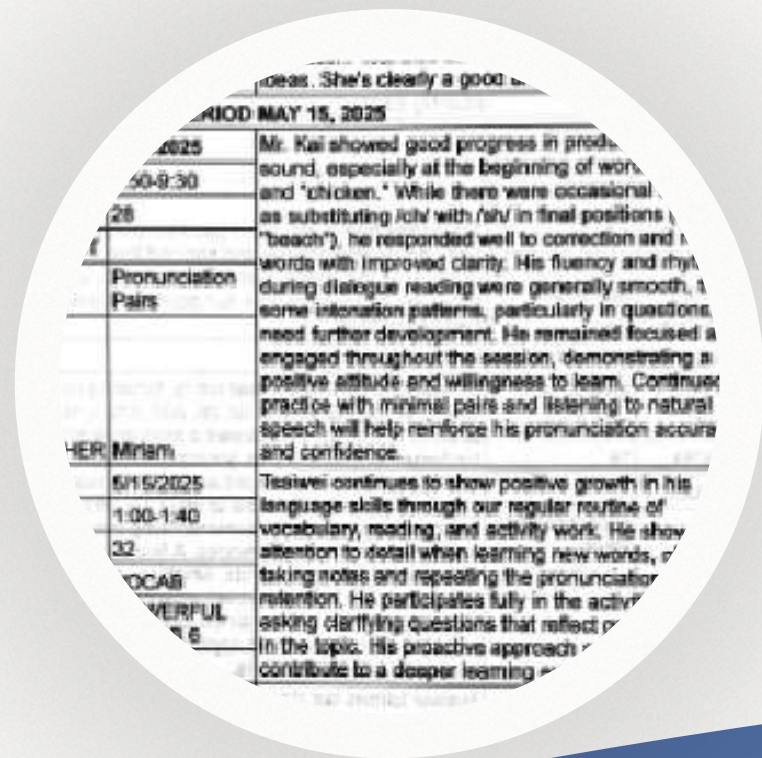 ideas. She's clearly a good
RIOD MAY 15, 2025
2025
50-9:30
28
Pronunciation
Pairs
HER Miriam
Mr. Kai showed good progress in
sound, especially at the beginning of
and "chicken." While there were occasional
as substituting /ch/ with /sh/ in final positions
"beach"), he responded well to correction and
words with improved clarity. His fluency and
during dialogue reading were generally smooth,
some intonation patterns, particularly in questions,
need further development. He remained focused a
engaged throughout the session, demonstrating a
positive attitude and willingness to learn. Continued
practice with minimal pairs and listening to natural
speech will help reinforce his pronunciation accura
and confidence.
5/15/2025
1:00-1:40
32
VOCAB
WERFUL
6
Tsaiwei continues to show positive growth in his
language skills through our regular routine of
vocabulary, reading, and activity work. He show
attention to detail when learning new words,
taking notes and repeating the pronunciation
retention. He participates fully in the
asking clarifying questions that reflect
in the topic. His proactive approach
contribute to a deeper learning